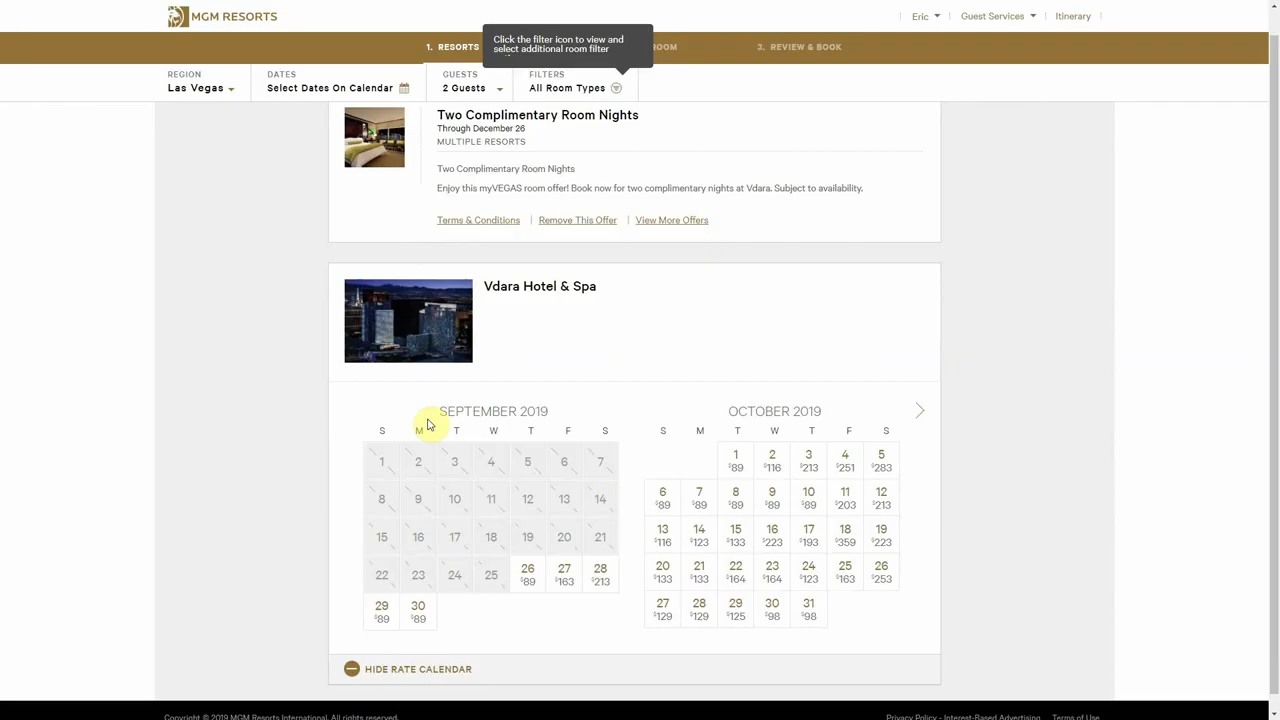 MGM RESORTS
Eric
Guest Services
Itinerary
Click the filter icon to view and
select additional room filter
1. RESORTS
ROOM
3. REVIEW & BOOK
REGION
Las Vegas
DATES
Select Dates On Calendar
GUESTS
2 Guests
FILTERS
All Room Types
Two Complimentary Room Nights
Through December 26
MULTIPLE RESORTS
Two Complimentary Room Nights
Enjoy this myVEGAS room offer! Book now for two complimentary nights at Vdara. Subject to availability.
Terms & Conditions | Remove This Offer | View More Offers
Vdara Hotel & Spa
SEPTEMBER 2019
S M T W T F S
1 2 3 4 5 6 7
8 9 10 11 12 13 14
15 16 17 18 19 20 21
22 23 24 25 26 27 28
$89 $163 $213
29 30
$89 $89
OCTOBER 2019
S M T W T F S
1 2 3 4 5
$89 $116 $213 $251 $283
6 7 8 9 10 11 12
$89 $89 $89 $89 $89 $203 $213
13 14 15 16 17 18 19
$116 $123 $133 $223 $193 $359 $223
20 21 22 23 24 25 26
$133 $133 $164 $164 $123 $163 $253
27 28 29 30 31
$129 $129 $125 $98 $98
HIDE RATE CALENDAR
Copyright © 2019 MGM Resorts International. All rights reserved.
Privacy Policy - Interest-Based Advertising
Terms of Use